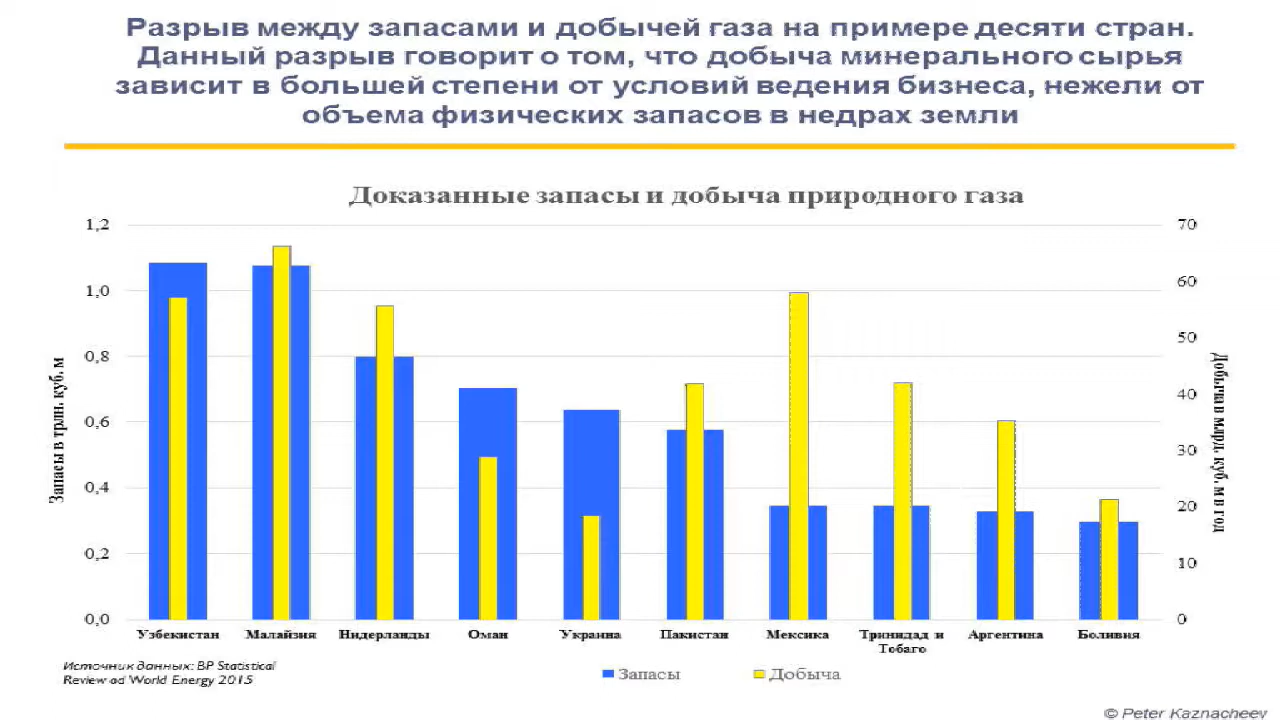 Разрыв между запасами и добычей газа на примере десяти стран.
Данный разрыв говорит о том, что добыча минерального сырья
зависит в большей степени от условий ведения бизнеса, нежели от
объема физических запасов в недрах земли
Доказанные запасы и добыча природного газа
Запасы в трлн. куб. м
1,2
1,0
0,8
0,6
0,4
0,2
0,0
70
60
50
40
30
20
10
0
Добыча в млрд. куб. м в год
Узбекистан Малайзия Нидерланды Оман Украина Пакистан Мексика Тринидад и Тобаго Аргентина Боливия
Запасы Добыча
Источник данных: BP Statistical
Review od World Energy 2015
© Peter Kaznacheev